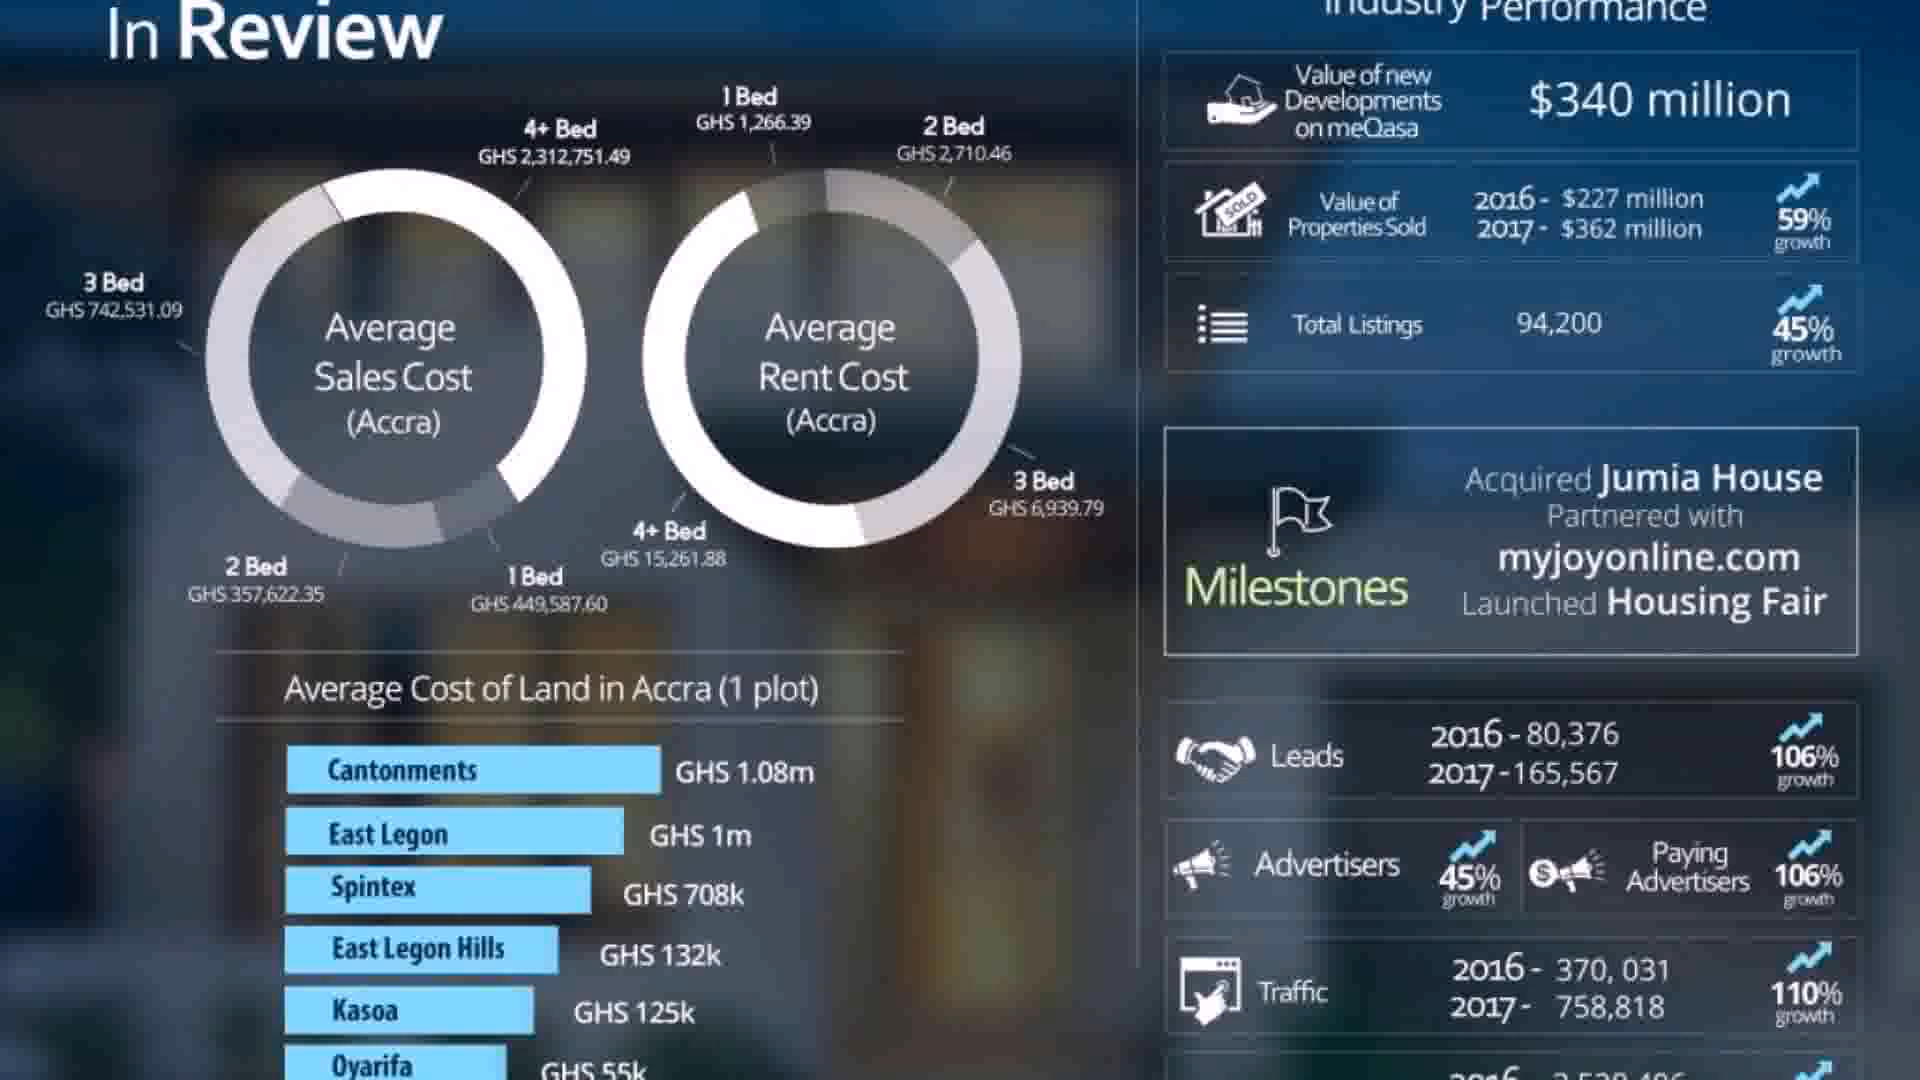 In Review
4+ Bed
GHS 2,312,751.49
3 Bed
GHS 742,531.09
Average
Sales Cost
(Accra)
2 Bed
GHS 357,622.35
1 Bed
GHS 449,587.60
1 Bed
GHS 1,266.39
2 Bed
GHS 2,710.46
Average
Rent Cost
(Accra)
3 Bed
GHS 6,939.79
4+ Bed
GHS 15,261.88
Average Cost of Land in Accra (1 plot)
Cantonments GHS 1.08m
East Legon GHS 1m
Spintex GHS 708k
East Legon Hills GHS 132k
Kasoa GHS 125k
Oyarifa GHS 55k
Industry Performance
Value of new
Developments
on meQasa
$340 million
SOLD
Value of
Properties Sold
2016 - $227 million
2017 - $362 million
59%
growth
Total Listings
94,200
45%
growth
Milestones
Acquired Jumia House
Partnered with
myjoyonline.com
Launched Housing Fair
Leads
2016 - 80,376
2017 -165,567
106%
growth
Advertisers
45%
growth
S
Paying
Advertisers
106%
growth
Traffic
2016 - 370, 031
2017 - 758,818
110%
growth
2016